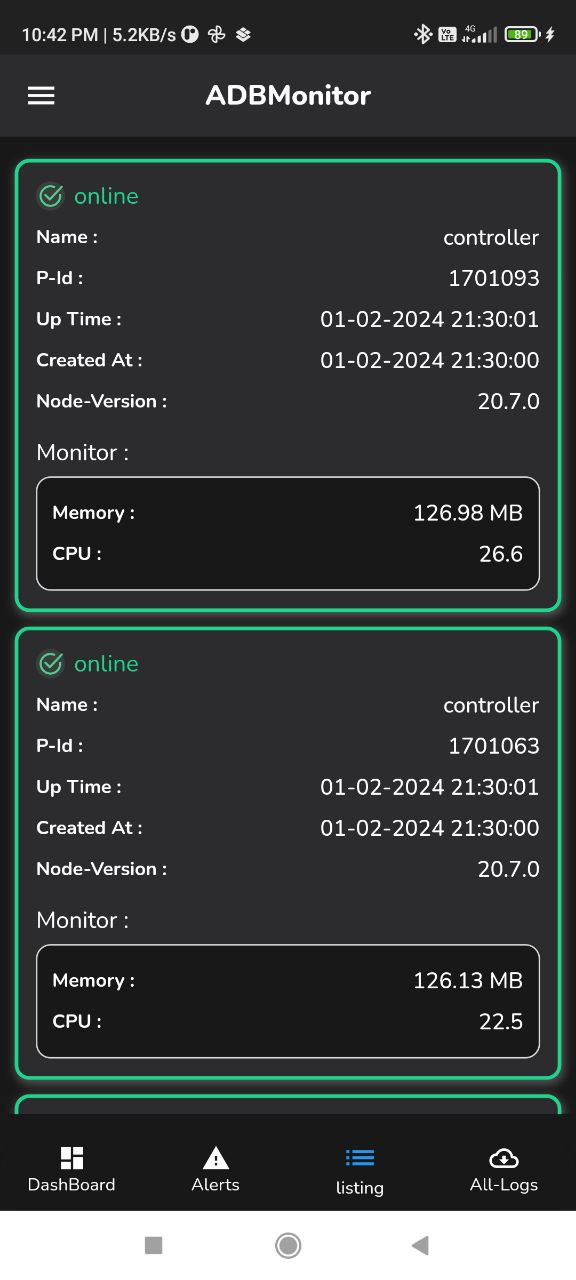 10:42 PM | 5.2KB/s Vo LTE 4G 89
ADBMonitor
online
Name : controller
P-Id : 1701093
Up Time : 01-02-2024 21:30:01
Created At : 01-02-2024 21:30:00
Node-Version : 20.7.0
Monitor :
Memory : 126.98 MB
CPU : 26.6
online
Name : controller
P-Id : 1701063
Up Time : 01-02-2024 21:30:01
Created At : 01-02-2024 21:30:00
Node-Version : 20.7.0
Monitor :
Memory : 126.13 MB
CPU : 22.5
DashBoard Alerts listing All-Logs